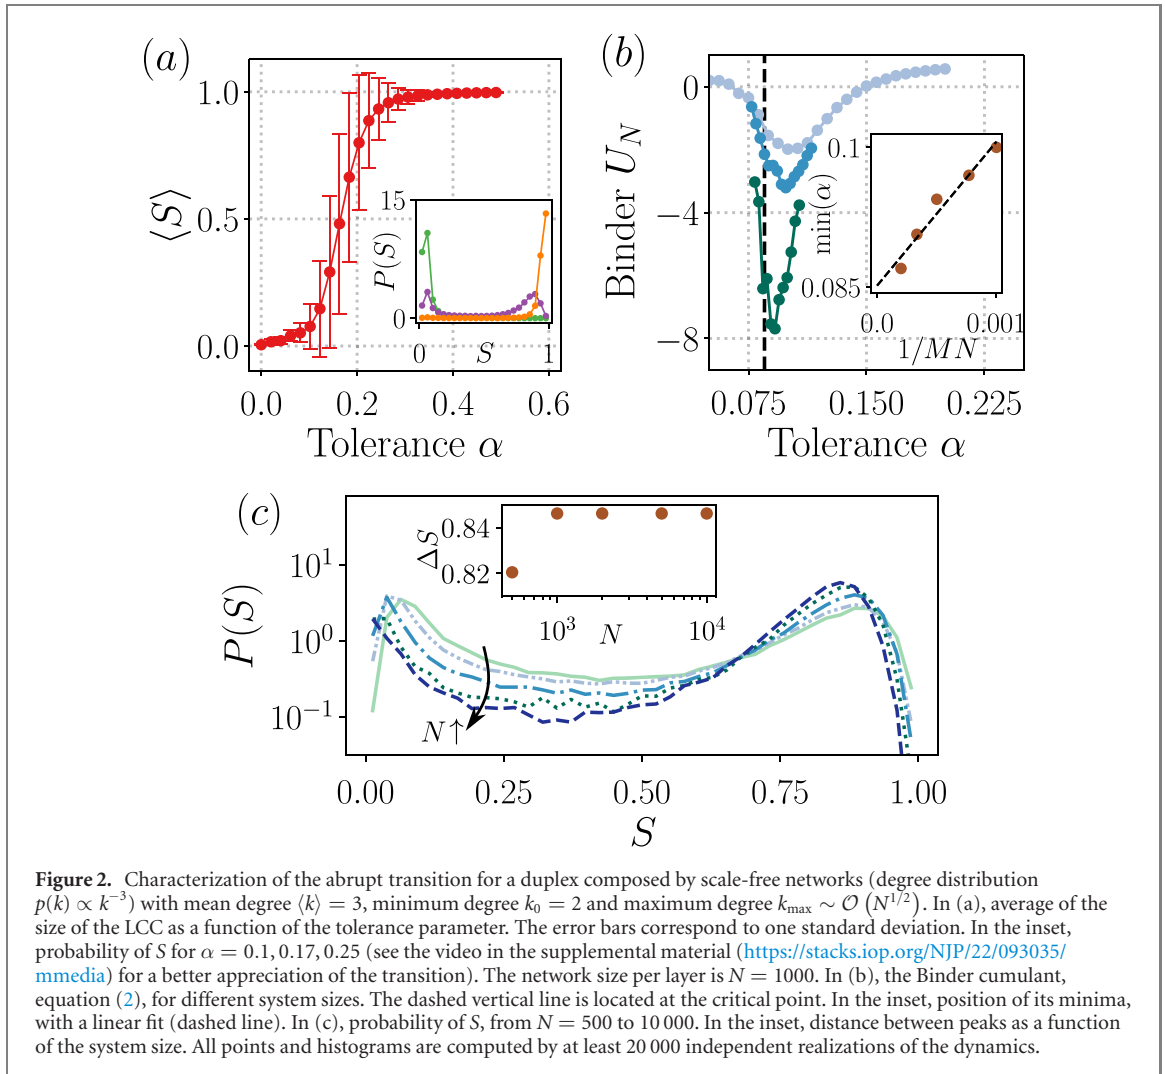 (a)
1.0
0.5
0.0
⟨S⟩
0.0 0.2 0.4 0.6
Tolerance α
15
0
P(S)
0 S 1
(b)
0
−4
−8
Binder U_N
0.075 0.150 0.225
Tolerance α
0.1
0.085
min(α)
0.0 0.001
1/MN
(c)
10^1
10^0
10^−1
P(S)
0.84
0.82
ΔS
10^3 N 10^4
N↑
0.00 0.25 0.50 0.75 1.00
S
Figure 2. Characterization of the abrupt transition for a duplex composed by scale-free networks (degree distribution
p(k) ∝ k^−3) with mean degree ⟨k⟩ = 3, minimum degree k_0 = 2 and maximum degree k_max ∼ 𝒪 (N^1/2). In (a), average of the
size of the LCC as a function of the tolerance parameter. The error bars correspond to one standard deviation. In the inset,
probability of S for α = 0.1, 0.17, 0.25 (see the video in the supplemental material (https://stacks.iop.org/NJP/22/093035/
mmedia) for a better appreciation of the transition). The network size per layer is N = 1000. In (b), the Binder cumulant,
equation (2), for different system sizes. The dashed vertical line is located at the critical point. In the inset, position of its minima,
with a linear fit (dashed line). In (c), probability of S, from N = 500 to 10 000. In the inset, distance between peaks as a function
of the system size. All points and histograms are computed by at least 20 000 independent realizations of the dynamics.